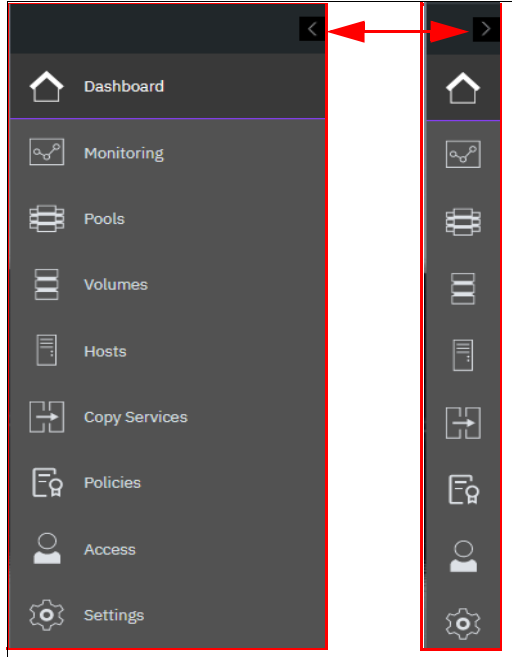 Dashboard
Monitoring
Pools
Volumes
Hosts
Copy Services
Policies
Access
Settings